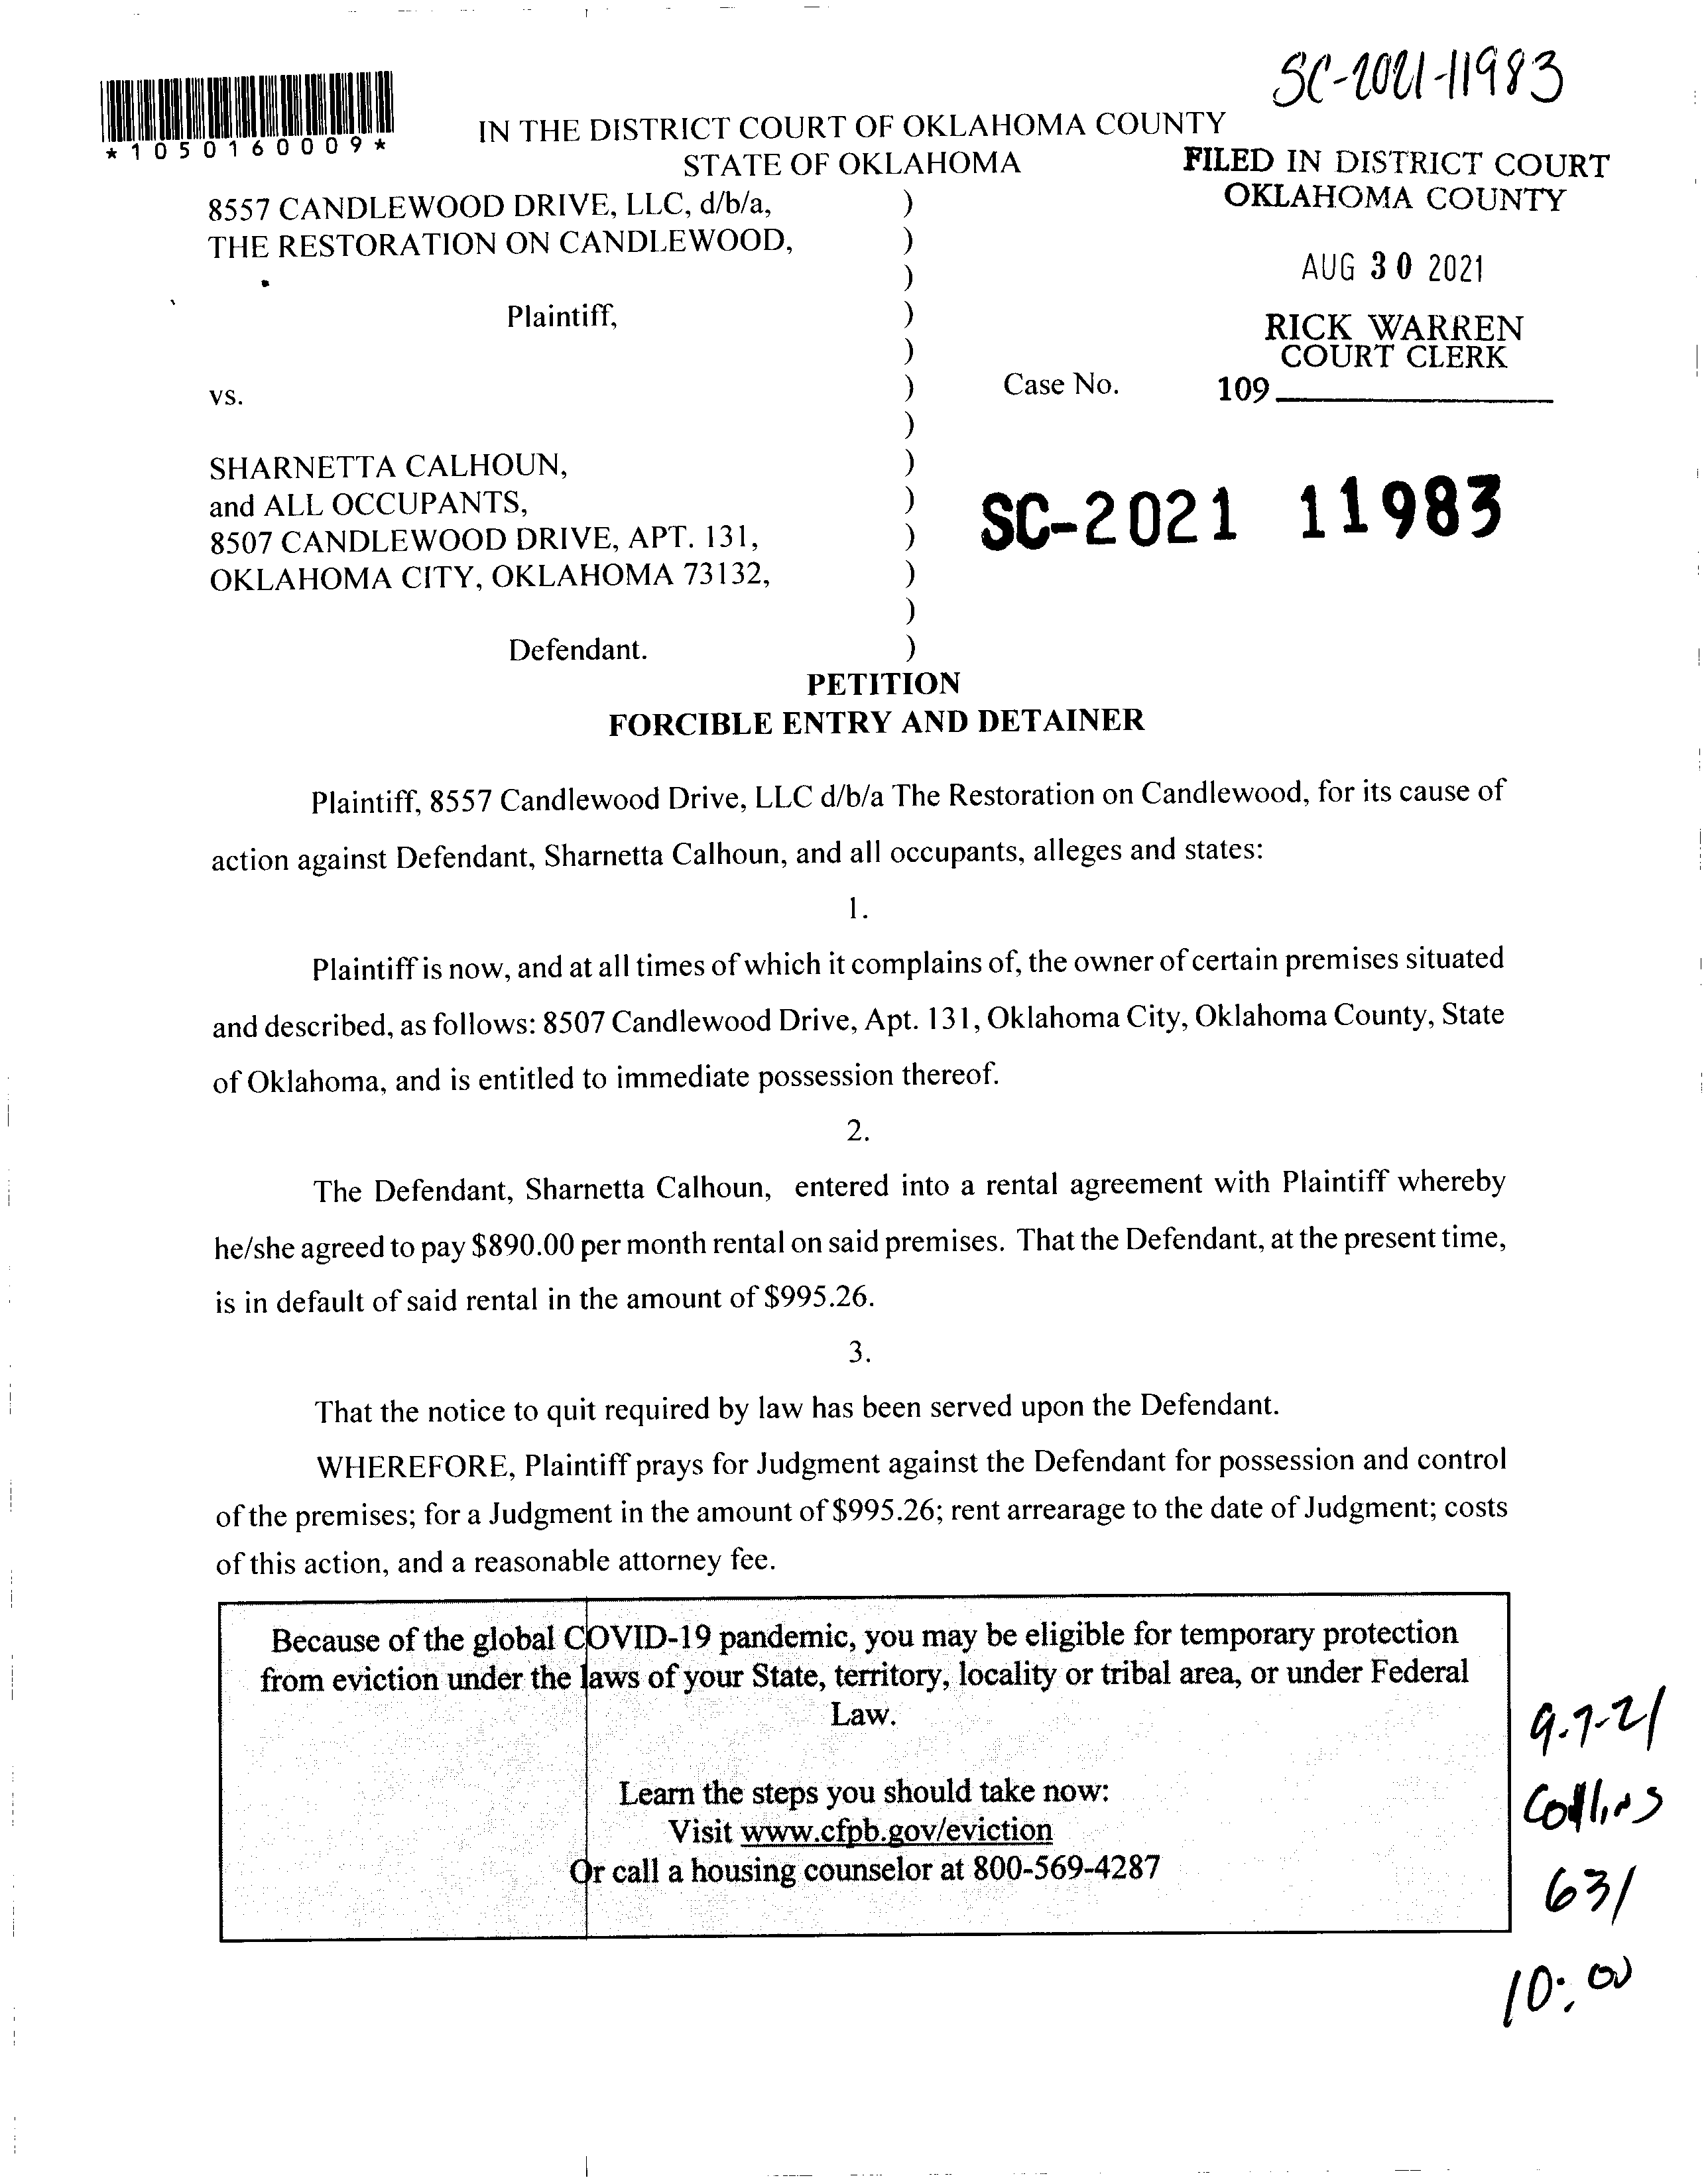 SC-2021-11983
*1050160009*
IN THE DISTRICT COURT OF OKLAHOMA COUNTY
STATE OF OKLAHOMA
FILED IN DISTRICT COURT
OKLAHOMA COUNTY
AUG 30 2021
RICK WARREN
COURT CLERK
109
8557 CANDLEWOOD DRIVE, LLC, d/b/a, )
THE RESTORATION ON CANDLEWOOD, )
)
Plaintiff, )
)
vs. ) Case No.
)
SHARNETTA CALHOUN, )
and ALL OCCUPANTS, )
8507 CANDLEWOOD DRIVE, APT. 131, ) SC-2021 11983
OKLAHOMA CITY, OKLAHOMA 73132, )
)
Defendant. )
PETITION
FORCIBLE ENTRY AND DETAINER
Plaintiff, 8557 Candlewood Drive, LLC d/b/a The Restoration on Candlewood, for its cause of
action against Defendant, Sharnetta Calhoun, and all occupants, alleges and states:
1.
Plaintiff is now, and at all times of which it complains of, the owner of certain premises situated
and described, as follows: 8507 Candlewood Drive, Apt. 131, Oklahoma City, Oklahoma County, State
of Oklahoma, and is entitled to immediate possession thereof.
2.
The Defendant, Sharnetta Calhoun, entered into a rental agreement with Plaintiff whereby
he/she agreed to pay $890.00 per month rental on said premises. That the Defendant, at the present time,
is in default of said rental in the amount of $995.26.
3.
That the notice to quit required by law has been served upon the Defendant.
WHEREFORE, Plaintiff prays for Judgment against the Defendant for possession and control
of the premises; for a Judgment in the amount of $995.26; rent arrearage to the date of Judgment; costs
of this action, and a reasonable attorney fee.
Because of the global COVID-19 pandemic, you may be eligible for temporary protection
from eviction under the laws of your State, territory, locality or tribal area, or under Federal
Law.
Learn the steps you should take now:
Visit www.cfpb.gov/eviction
Or call a housing counselor at 800-569-4287
9-7-21
Collins
631
10:00